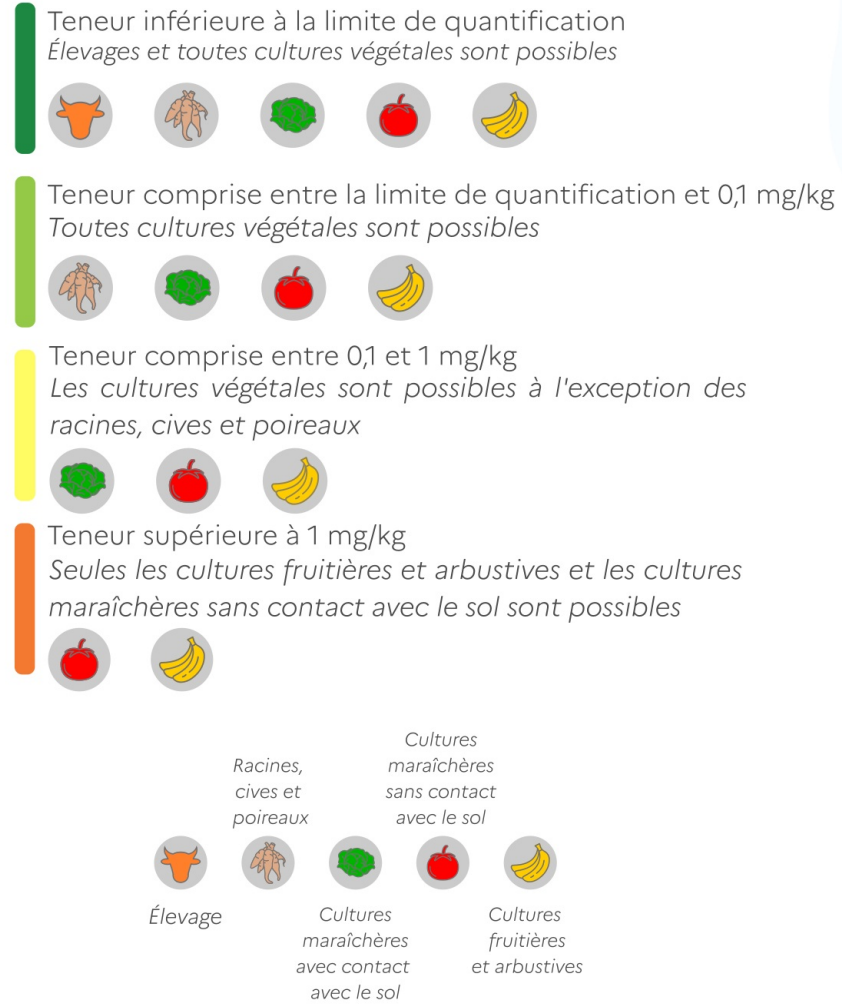 Teneur inférieure à la limite de quantification
Élevages et toutes cultures végétales sont possibles
Teneur comprise entre la limite de quantification et 0,1 mg/kg
Toutes cultures végétales sont possibles
Teneur comprise entre 0,1 et 1 mg/kg
Les cultures végétales sont possibles à l'exception des
racines, cives et poireaux
Teneur supérieure à 1 mg/kg
Seules les cultures fruitières et arbustives et les cultures
maraîchères sans contact avec le sol sont possibles
Racines,
cives et
poireaux
Cultures
maraîchères
sans contact
avec le sol
Élevage
Cultures
maraîchères
avec contact
avec le sol
Cultures
fruitières
et arbustives